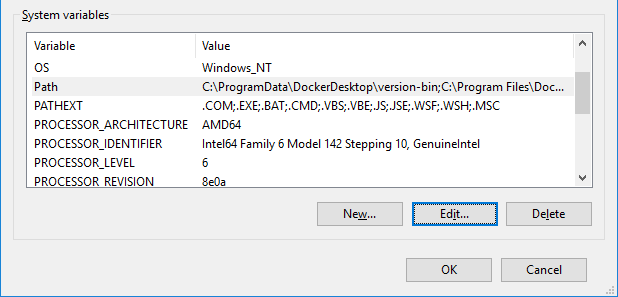 System variables
Variable Value
OS Windows_NT
Path C:\ProgramData\DockerDesktop\version-bin;C:\Program Files\Doc...
PATHEXT .COM;.EXE;.BAT;.CMD;.VBS;.VBE;.JS;.JSE;.WSF;.WSH;.MSC
PROCESSOR_ARCHITECTURE AMD64
PROCESSOR_IDENTIFIER Intel64 Family 6 Model 142 Stepping 10, GenuineIntel
PROCESSOR_LEVEL 6
PROCESSOR_REVISION 8e0a
New... Edit... Delete
OK Cancel